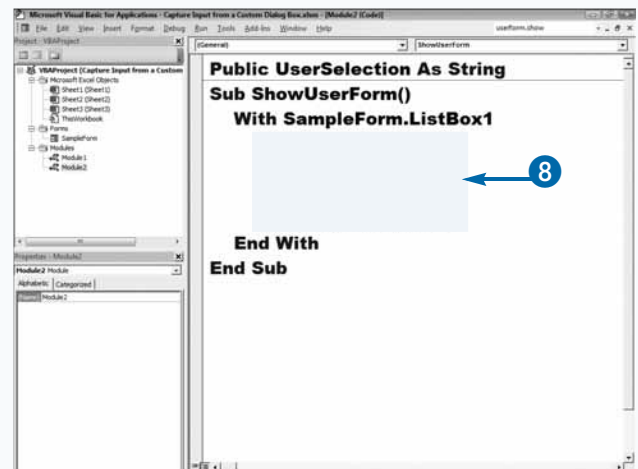 Microsoft Visual Basic for Applications - Capture Input from a Custom Dialog Box.xlsm - [Module2 (Code)]
File Edit View Insert Format Debug Run Tools Add-Ins Window Help
userform.show
Project - VBAProject
(General)
ShowUserForm
VBAProject (Capture Input from a Custom
Microsoft Excel Objects
Sheet1 (Sheet1)
Sheet2 (Sheet2)
Sheet3 (Sheet3)
ThisWorkbook
Forms
SampleForm
Modules
Module1
Module2
Public UserSelection As String
Sub ShowUserForm()
With SampleForm.ListBox1
8
End With
End Sub
Properties - Module2
Module2 Module
Alphabetic Categorized
(Name) Module2